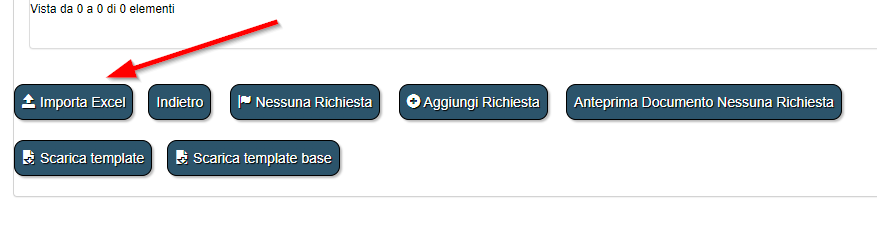 Vista da 0 a 0 di 0 elementi
Importa Excel Indietro Nessuna Richiesta Aggiungi Richiesta Anteprima Documento Nessuna Richiesta
Scarica template Scarica template base